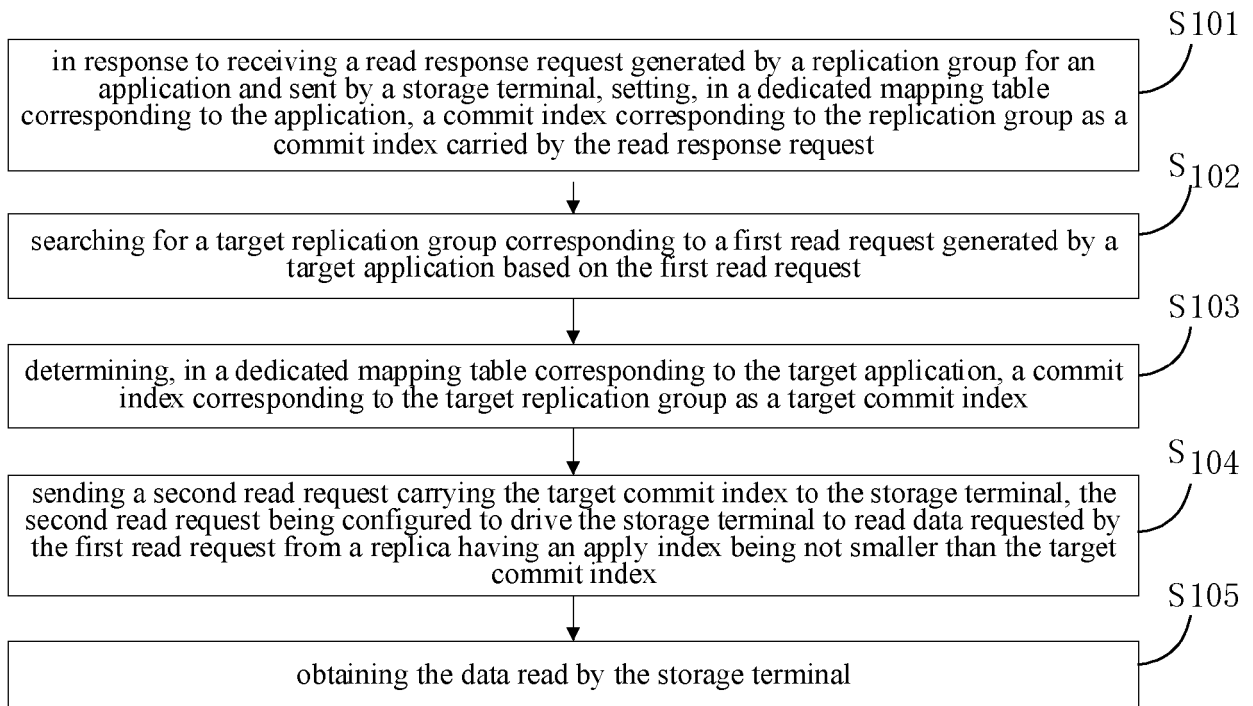 S101
in response to receiving a read response request generated by a replication group for an
application and sent by a storage terminal, setting, in a dedicated mapping table
corresponding to the application, a commit index corresponding to the replication group as a
commit index carried by the read response request
S102
searching for a target replication group corresponding to a first read request generated by a
target application based on the first read request
S103
determining, in a dedicated mapping table corresponding to the target application, a commit
index corresponding to the target replication group as a target commit index
S104
sending a second read request carrying the target commit index to the storage terminal, the
second read request being configured to drive the storage terminal to read data requested by
the first read request from a replica having an apply index being not smaller than the target
commit index
S105
obtaining the data read by the storage terminal